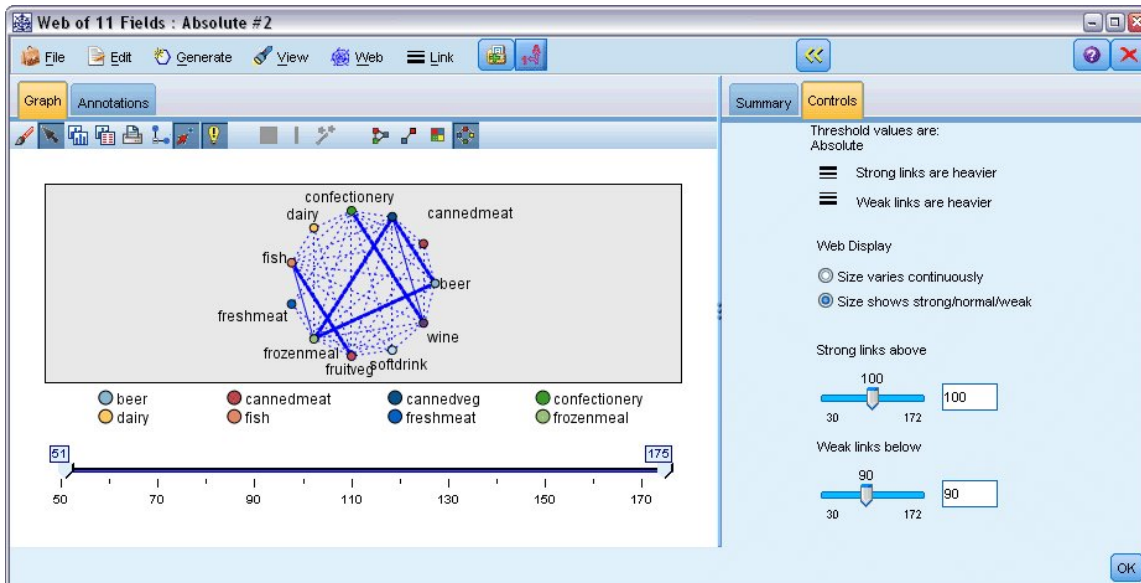 Web of 11 Fields : Absolute #2
File Edit Generate View Web Link
Graph Annotations
Summary Controls
Threshold values are:
Absolute
Strong links are heavier
Weak links are heavier
Web Display
Size varies continuously
Size shows strong/normal/weak
Strong links above
100
100
30 172
Weak links below
90
90
30 172
confectionery
dairy
cannedmeat
fish
beer
freshmeat
wine
frozenmeal
softdrink
fruitveg
beer cannedmeat cannedveg confectionery
dairy fish freshmeat frozenmeal
51 175
50 70 90 110 130 150 170
OK